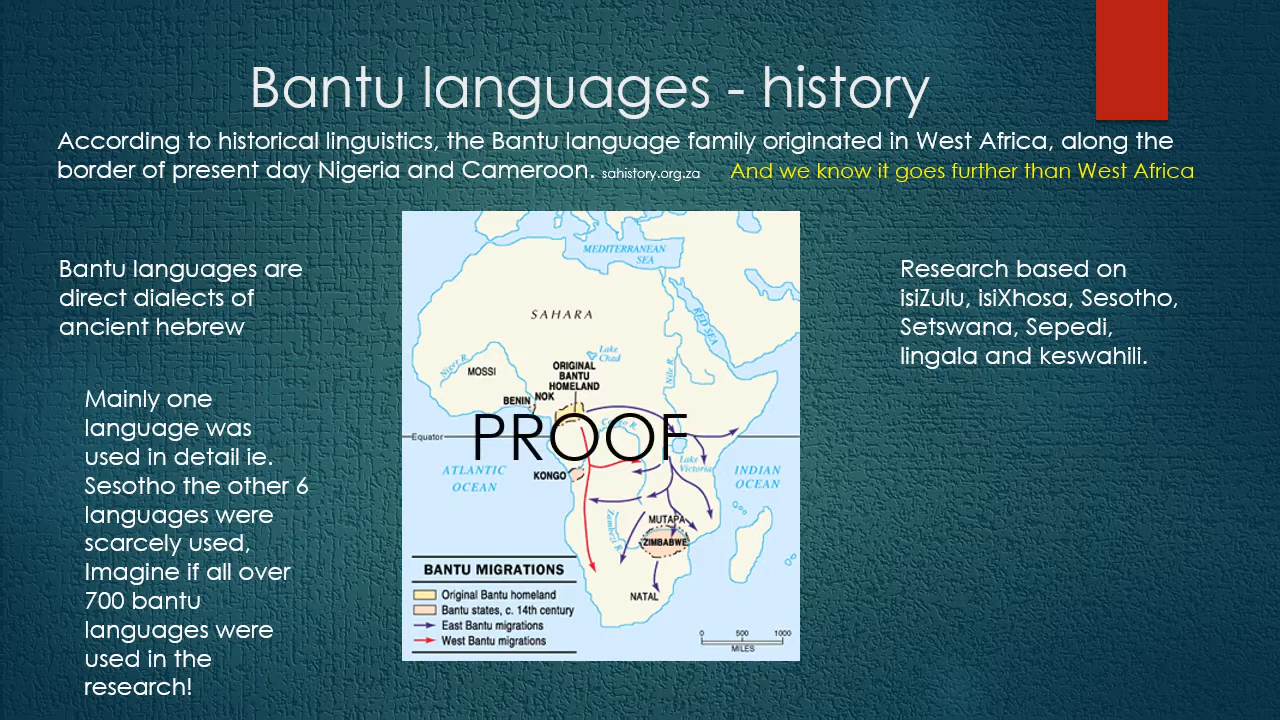 Bantu languages - history
According to historical linguistics, the Bantu language family originated in West Africa, along the
border of present day Nigeria and Cameroon. sahistory.org.za And we know it goes further than West Africa
Bantu languages are
direct dialects of
ancient hebrew
Mainly one
language was
used in detail ie.
Sesotho the other 6
languages were
scarcely used,
Imagine if all over
700 bantu
languages were
used in the
research!
MEDITERRANEAN
SEA
SAHARA
RED SEA
Lake
Chad
Niger R.
MOSSI
Nile R.
ORIGINAL
BANTU
HOMELAND
NOK
BENIN
PROOF
Congo R.
Equator
Lake
Victoria
ATLANTIC
OCEAN
KONGO
INDIAN
OCEAN
Zambezi R.
MUTAPA
ZIMBABWE
NATAL
BANTU MIGRATIONS
Original Bantu homeland
Bantu states, c. 14th century
East Bantu migrations
West Bantu migrations
0 500 1000
MILES
Research based on
isiZulu, isiXhosa, Sesotho,
Setswana, Sepedi,
lingala and keswahili.